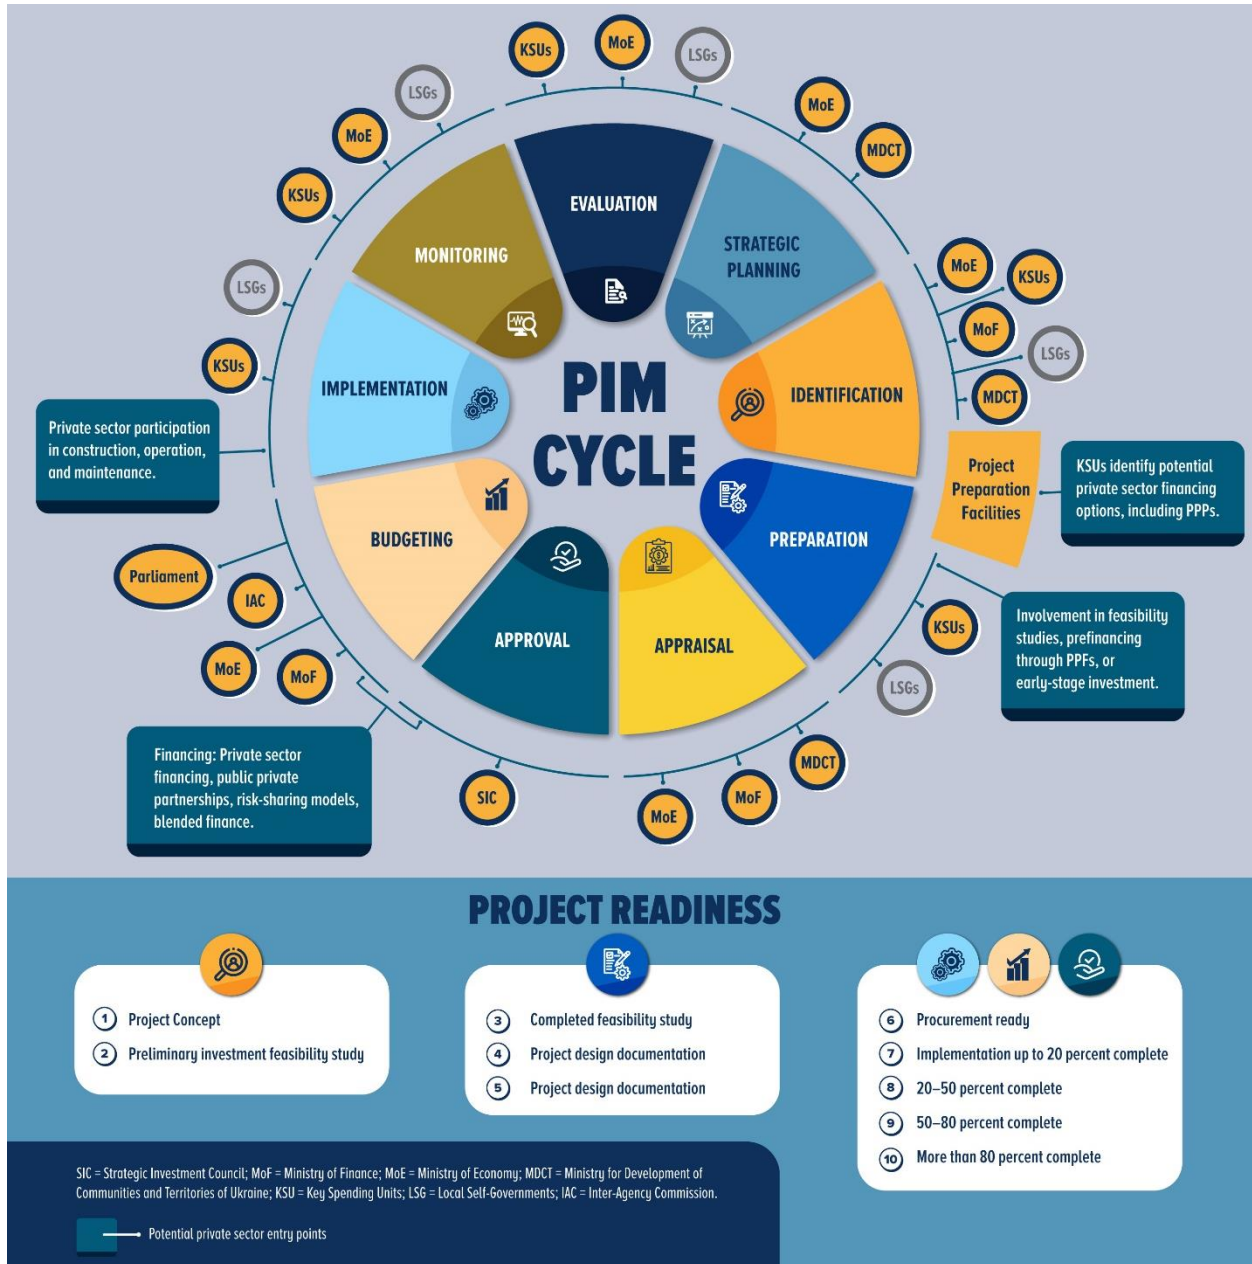 KSUs
MoE
LSGs
LSGs
MoE
KSUs
MoE
MDCT
EVALUATION
STRATEGIC
PLANNING
MONITORING
LSGs
KSUs
MoE
KSUs
MoF
LSGs
MDCT
IMPLEMENTATION
IDENTIFICATION
PIM
CYCLE
Private sector participation
in construction, operation,
and maintenance.
Project
Preparation
Facilities
KSUs identify potential
private sector financing
options, including PPPs.
BUDGETING
PREPARATION
Parliament
IAC
MoE
MoF
APPROVAL
APPRAISAL
KSUs
LSGs
Involvement in feasibility
studies, prefinancing
through PPFs, or
early-stage investment.
Financing: Private sector
financing, public private
partnerships, risk-sharing models,
blended finance.
SIC
MoE
MoF
MDCT
PROJECT READINESS
1 Project Concept
2 Preliminary investment feasibility study
3 Completed feasibility study
4 Project design documentation
5 Project design documentation
6 Procurement ready
7 Implementation up to 20 percent complete
8 20–50 percent complete
9 50–80 percent complete
10 More than 80 percent complete
SIC = Strategic Investment Council; MoF = Ministry of Finance; MoE = Ministry of Economy; MDCT = Ministry for Development of
Communities and Territories of Ukraine; KSU = Key Spending Units; LSG = Local Self-Governments; IAC = Inter-Agency Commission.
Potential private sector entry points